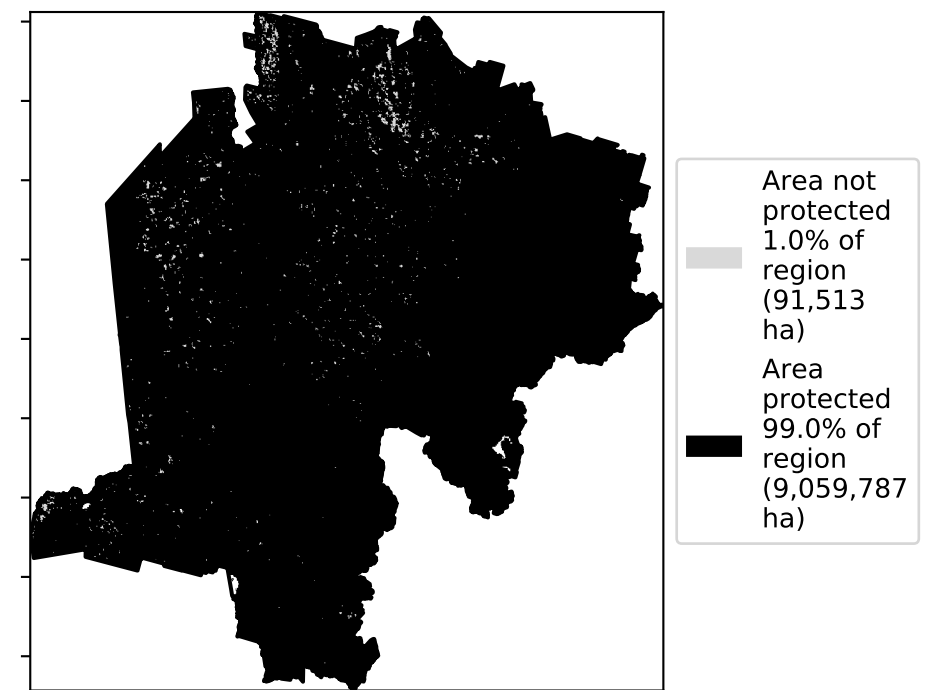 Area not
protected
1.0% of
region
(91,513
ha)
Area
protected
99.0% of
region
(9,059,787
ha)